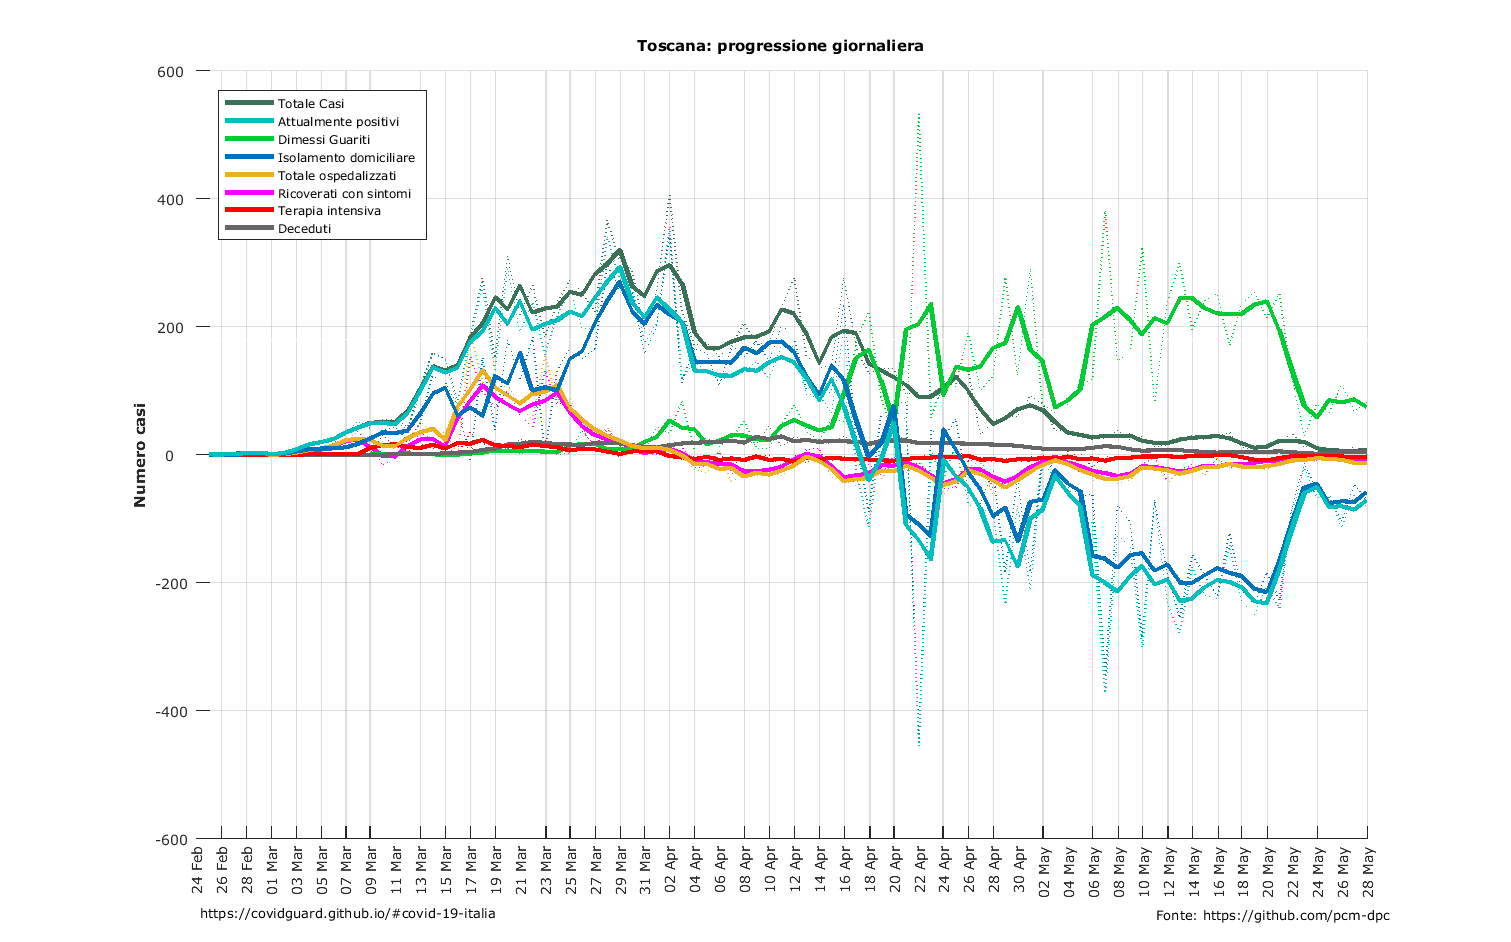 Toscana: progressione giornaliera
600
400
200
0
-200
-400
-600
Numero casi
Totale Casi
Attualmente positivi
Dimessi Guariti
Isolamento domiciliare
Totale ospedalizzati
Ricoverati con sintomi
Terapia intensiva
Deceduti
24 Feb
26 Feb
28 Feb
01 Mar
03 Mar
05 Mar
07 Mar
09 Mar
11 Mar
13 Mar
15 Mar
17 Mar
19 Mar
21 Mar
23 Mar
25 Mar
27 Mar
29 Mar
31 Mar
02 Apr
04 Apr
06 Apr
08 Apr
10 Apr
12 Apr
14 Apr
16 Apr
18 Apr
20 Apr
22 Apr
24 Apr
26 Apr
28 Apr
30 Apr
02 May
04 May
06 May
08 May
10 May
12 May
14 May
16 May
18 May
20 May
22 May
24 May
26 May
28 May
https://covidguard.github.io/#covid-19-italia
Fonte: https://github.com/pcm-dpc